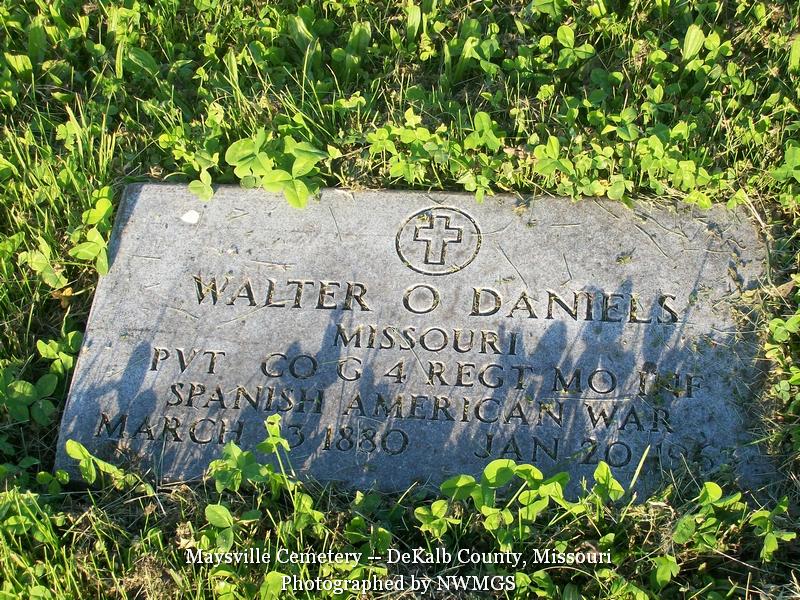 WALTER O DANIELS
MISSOURI
PVT CO G 4 REGT MO INF
SPANISH AMERICAN WAR
MARCH 1880 JAN 20
Maysville Cemetery -- DeKalb County, Missouri
Photographed by NWMGS